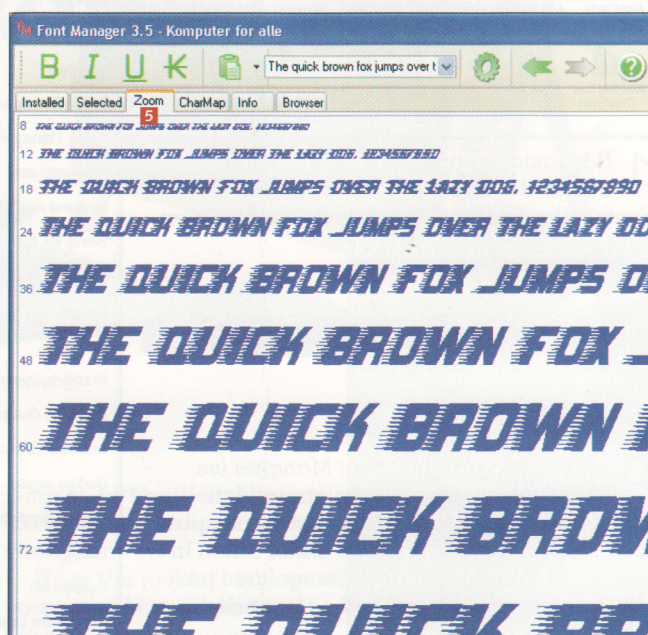 Font Manager 3.5 - Komputer for alle
B I U K The quick brown fox jumps over t
Installed Selected Zoom CharMap Info Browser
5
8 THE QUICK BROWN FOX JUMPS OVER THE LAZY DOG. 1234567890
12 THE QUICK BROWN FOX JUMPS OVER THE LAZY DOG. 1234567890
18 THE QUICK BROWN FOX JUMPS OVER THE LAZY DOG. 1234567890
24 THE QUICK BROWN FOX JUMPS OVER THE LAZY DO
36 THE QUICK BROWN FOX JUMPS O
48 THE QUICK BROWN FOX
60 THE QUICK BROWN
72 THE QUICK BROW
THE QUICK BR